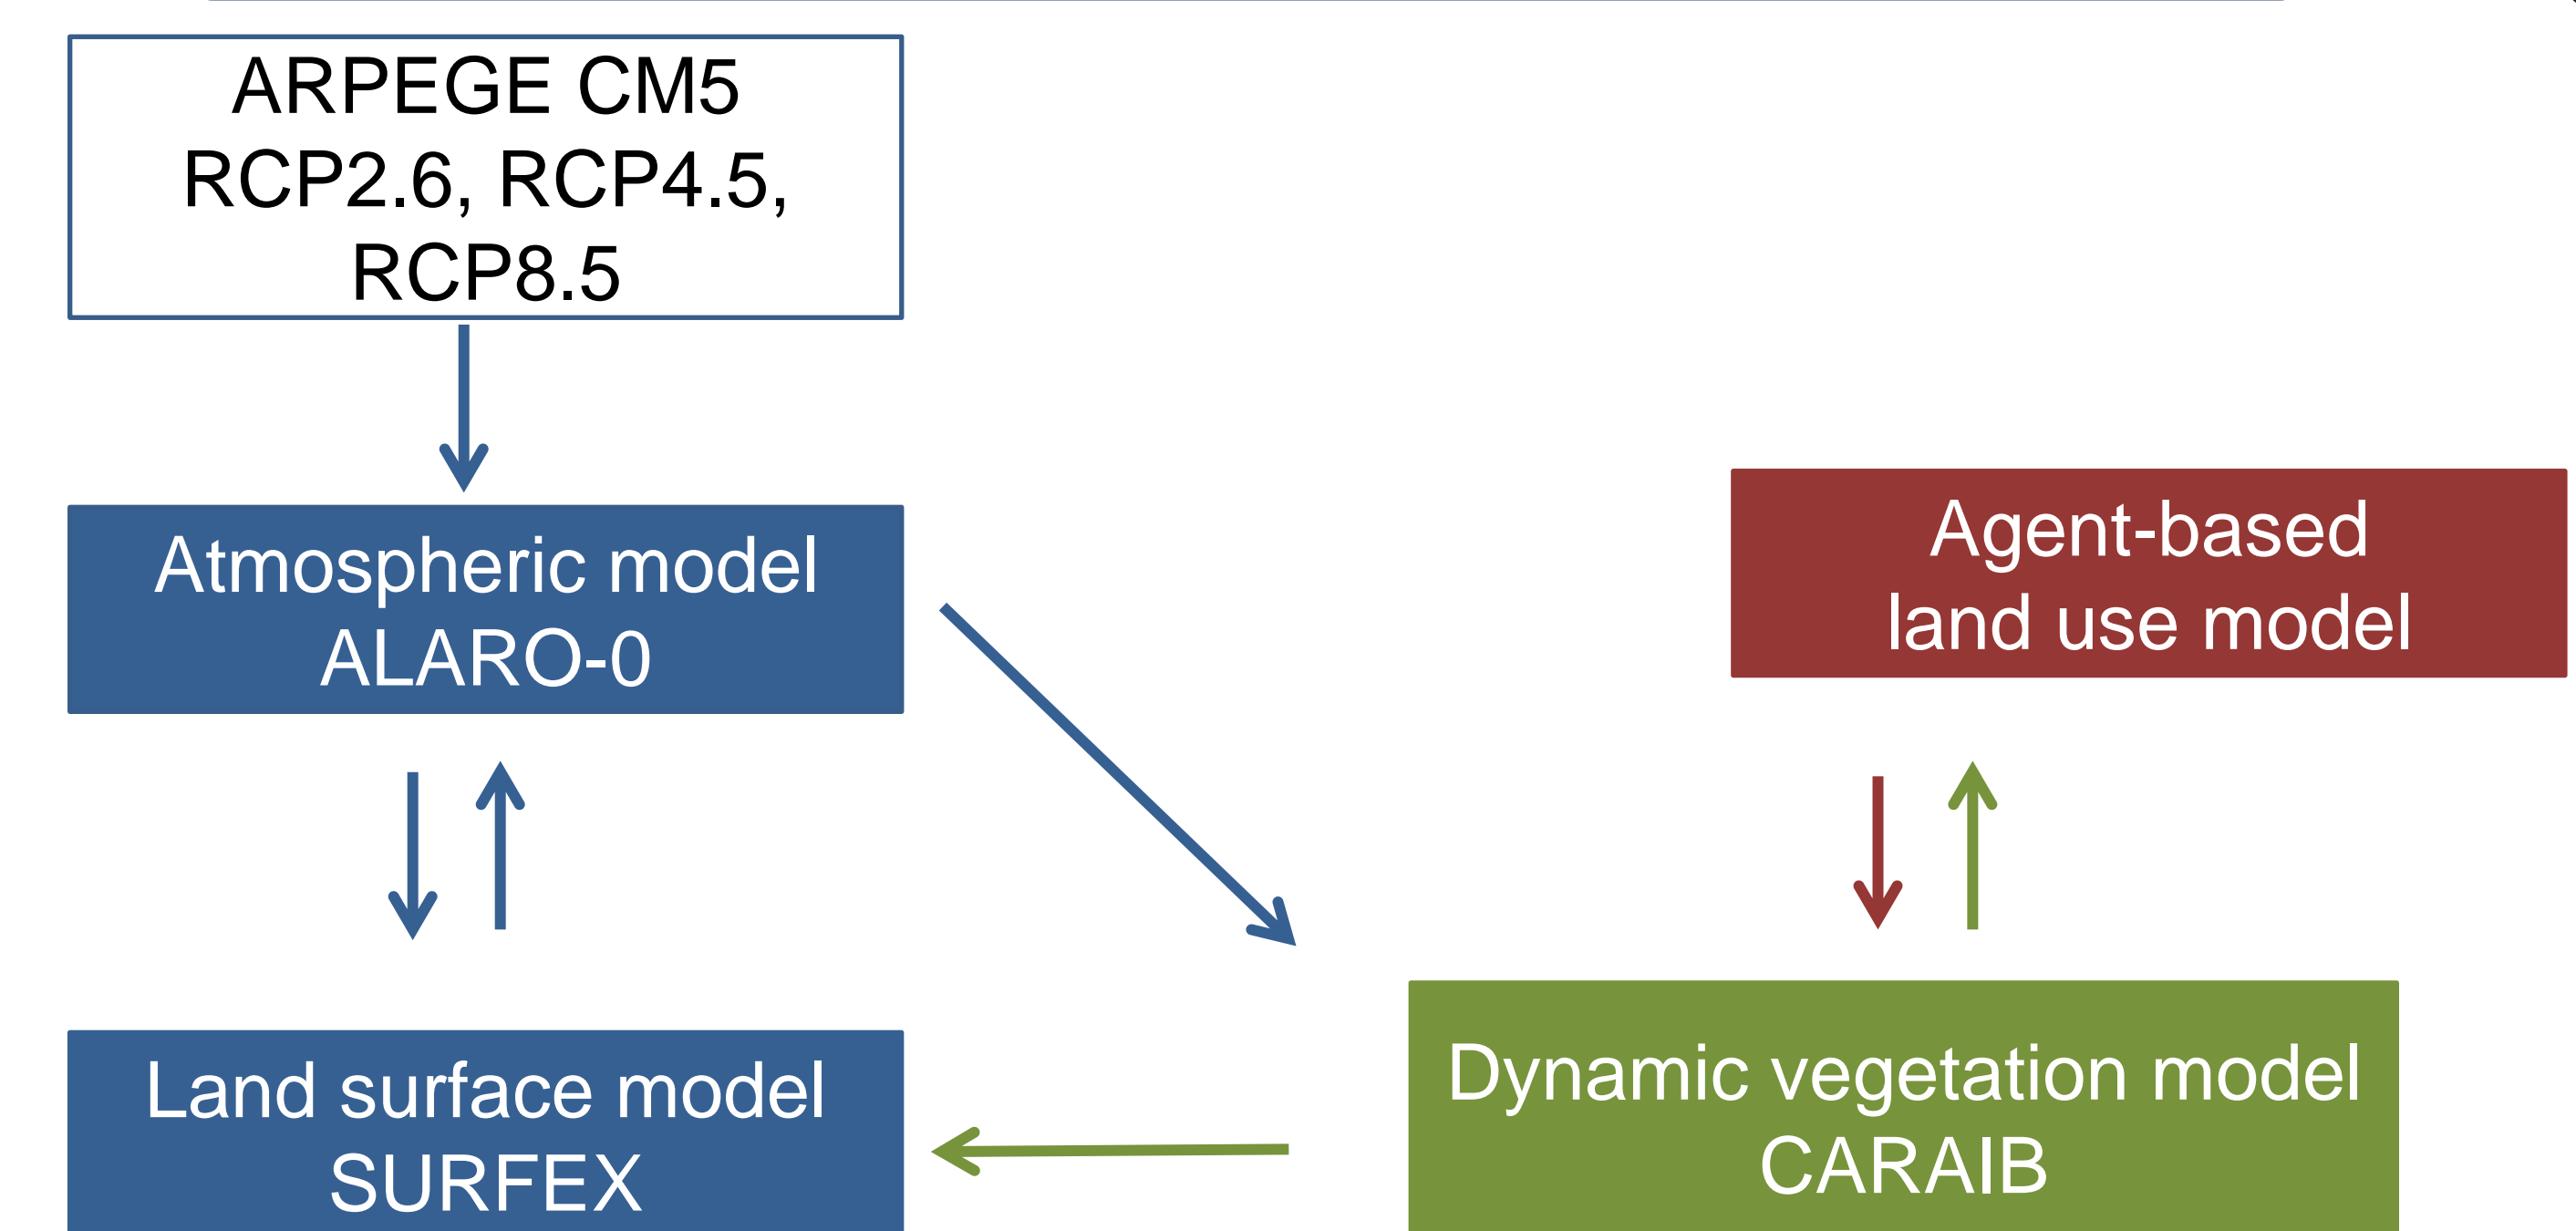 ARPEGE CM5
RCP2.6, RCP4.5,
RCP8.5
Atmospheric model
ALARO-0
Agent-based
land use model
Land surface model
SURFEX
Dynamic vegetation model
CARAIB